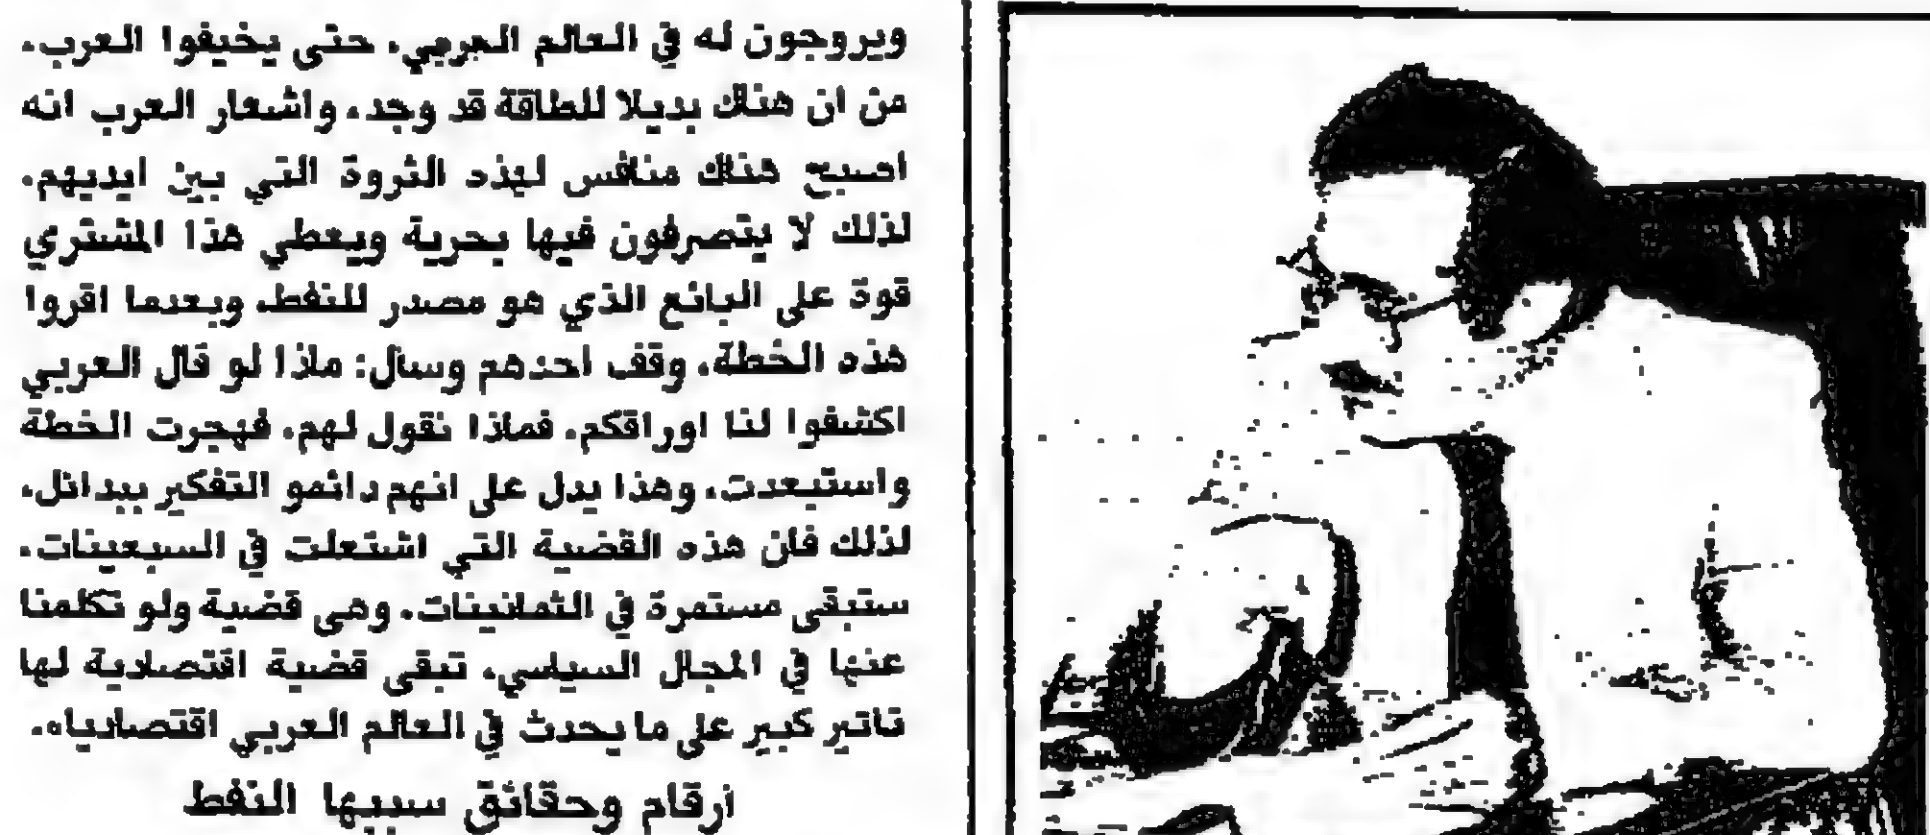 ويروجون له في العالم العربي، حتى يخيفوا العرب،
من ان هناك بديلا للطاقة قد وجد، واشعار العرب انه
اصبح هناك منافس لهذه الثروة التي بين ايديهم،
لذلك لا يتصرفون فيها بحرية ويعطي هذا المشتري
قوة على البائع الذي هو مصدر للنفط، وبعدما اقروا
هذه الخطة، وقف احدهم وسال: ماذا لو قال العربي
اكشفوا لنا اوراقكم، فماذا نقول لهم، فهجرت الخطة
واستبعدت، وهذا يدل على انهم دائمو التفكير ببدائل،
لذلك فان هذه القضية التي اشتعلت في السبعينات،
ستبقى مستمرة في الثمانينات، وهي قضية ولو تكلمنا
عنها في المجال السياسي، تبقى قضية اقتصادية لها
تاثير كبير على ما يحدث في العالم العربي اقتصادياه.
أرقام وحقائق سببها النفط